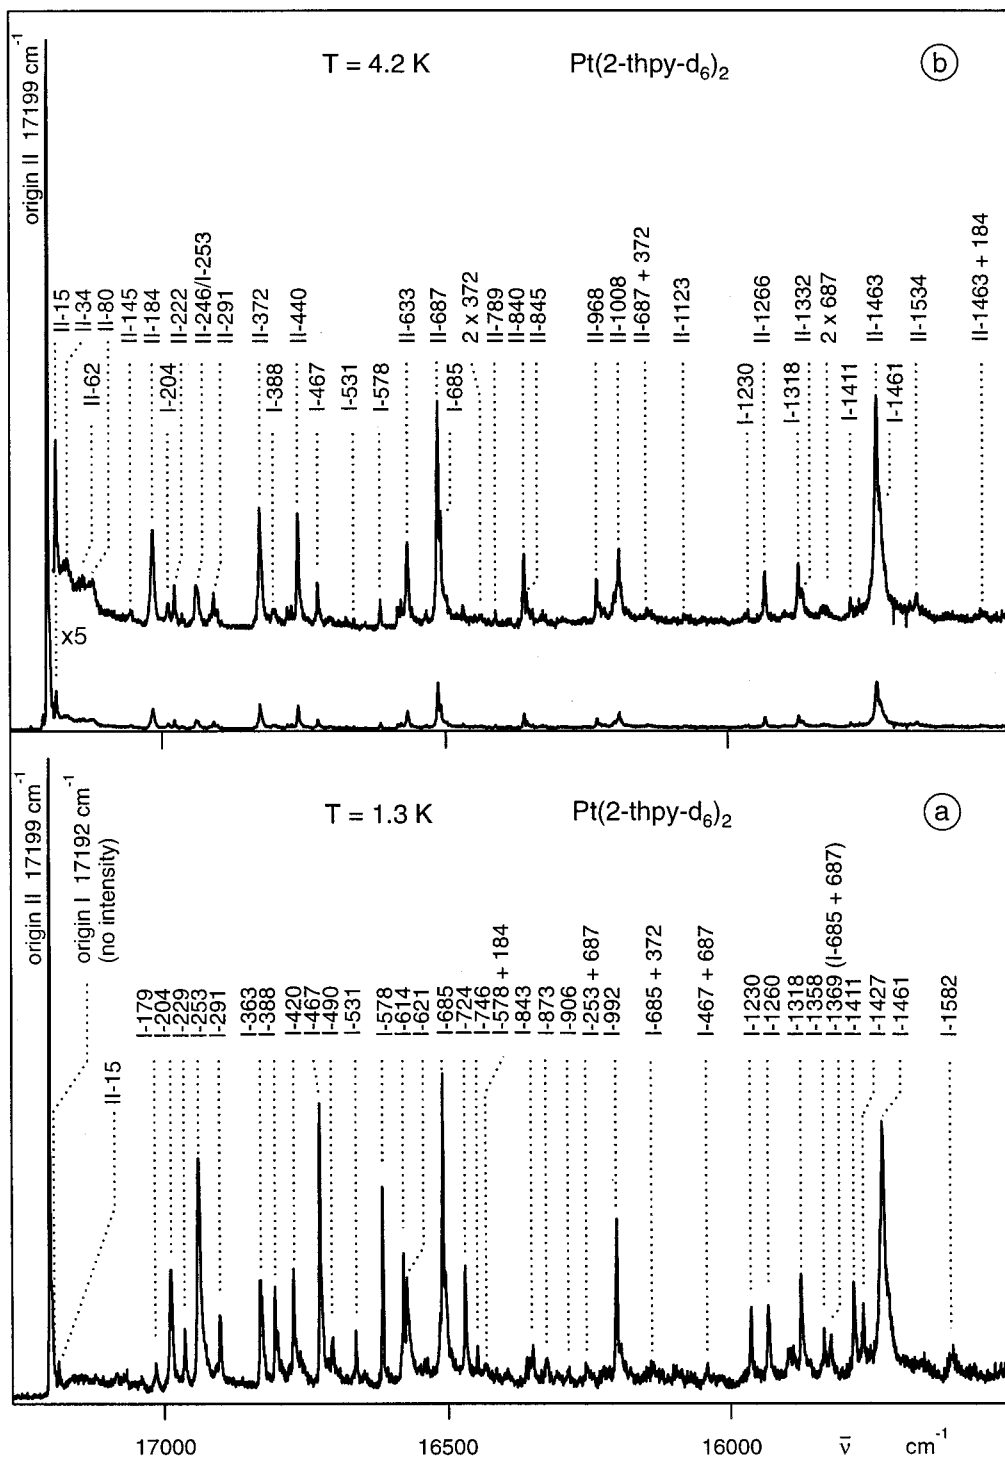 T = 4.2 K
Pt(2-thpy-d6)2
b
origin II 17199 cm-1
II-15
II-34
II-62
II-80
I-145
II-184
I-204
II-222
II-246/I-253
I-291
II-372
I-388
II-440
I-467
I-531
I-578
II-633
II-687
I-685
2 x 372
II-789
II-840
I-845
II-968
II-1008
II-687 + 372
II-1123
I-1230
II-1266
I-1318
II-1332
2 x 687
I-1411
II-1463
I-1461
II-1534
II-1463 + 184
x5
T = 1.3 K
Pt(2-thpy-d6)2
a
origin II 17199 cm-1
origin I 17192 cm-1
(no intensity)
II-15
I-179
I-204
I-229
I-253
I-291
I-363
I-388
I-420
I-467
I-490
I-531
I-578
I-614
I-621
I-685
I-724
I-746
I-578 + 184
I-843
I-873
I-906
I-253 + 687
I-992
I-685 + 372
I-467 + 687
I-1230
I-1260
I-1318
I-1358
I-1369 (I-685 + 687)
I-1411
I-1427
I-1461
I-1582
17000
16500
16000
ν̄
cm-1